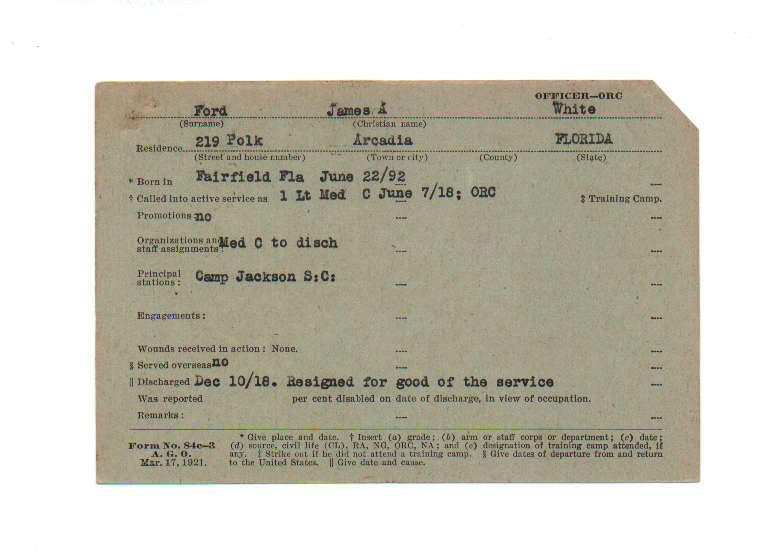 OFFICER—ORC
Ford James A White
(Surname) (Christian name)
Residence 219 Polk Arcadia FLORIDA
(Street and house number) (Town or city) (County) (State)
* Born in Fairfield Fla June 22/92
† Called into active service as 1 Lt Med C June 7/18; ORC ‡ Training Camp.
Promotions: no
Organizations and
staff assignments: Med C to disch
Principal
stations: Camp Jackson S:C:
Engagements:
Wounds received in action: None.
§ Served overseas no
|| Discharged Dec 10/18. Resigned for good of the service
Was reported per cent disabled on date of discharge, in view of occupation.
Remarks:
Form No. 84c–3
A. G. O.
Mar. 17, 1921.
* Give place and date. † Insert (a) grade; (b) arm or staff corps or department; (c) date;
(d) source, civil life (CL), RA, NG, ORC, NA; and (e) designation of training camp attended, if
any. ‡ Strike out if he did not attend a training camp. § Give dates of departure from and return
to the United States. || Give date and cause.